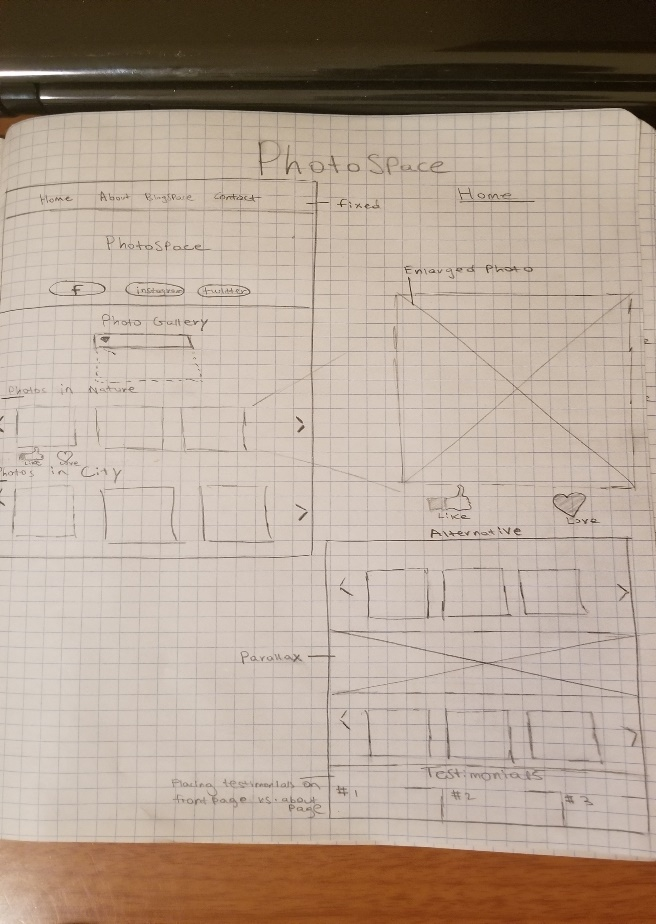 PhotoSpace
Home About BlogSpace Contact
fixed
Home
PhotoSpace
f instagram twitter
Enlarged Photo
Photo Gallery
Photos in Nature
< >
Like Love
Photos in City
< >
Like Love
Alternative
< >
Parallax
< >
Testimonials
Placing testimonials on
front page vs. about
page
#1 #2 #3